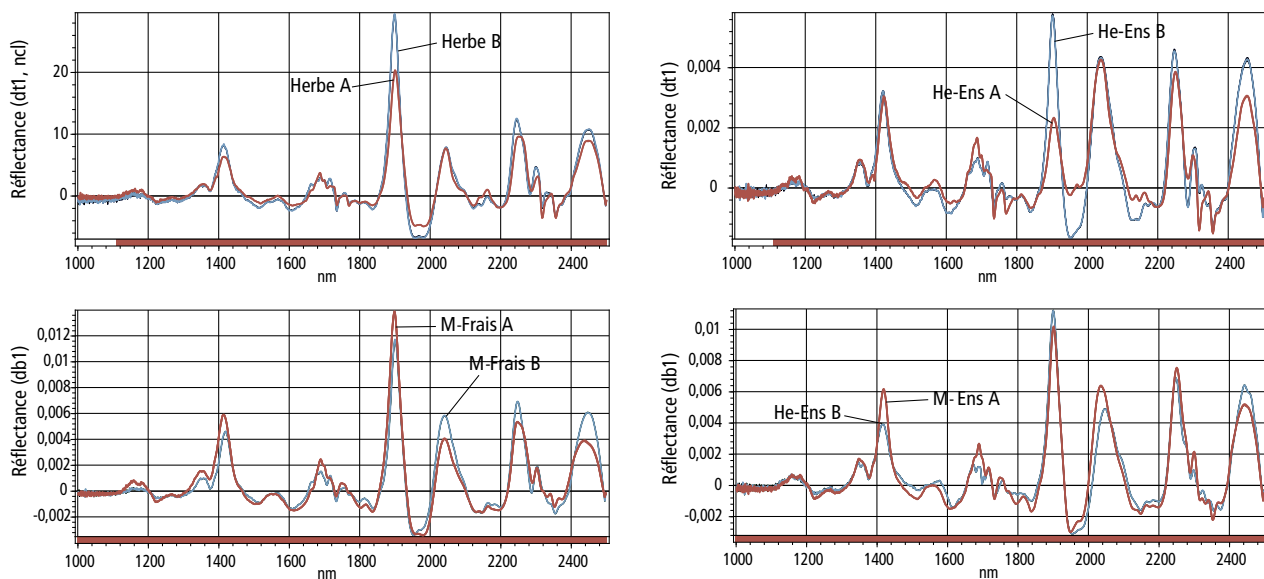 Réflectance (dt1, ncl)
20
10
0
Herbe B
Herbe A
1000 1200 1400 1600 1800 2000 2200 2400
nm
Réflectance (dt1)
0,004
0,002
0
He-Ens B
He-Ens A
1000 1200 1400 1600 1800 2000 2200 2400
nm
Réflectance (db1)
0,012
0,010
0,008
0,006
0,004
0,002
0
-0,002
M-Frais A
M-Frais B
1000 1200 1400 1600 1800 2000 2200 2400
nm
Réflectance (db1)
0,01
0,008
0,006
0,004
0,002
0
-0,002
M- Ens A
He-Ens B
1000 1200 1400 1600 1800 2000 2200 2400
nm